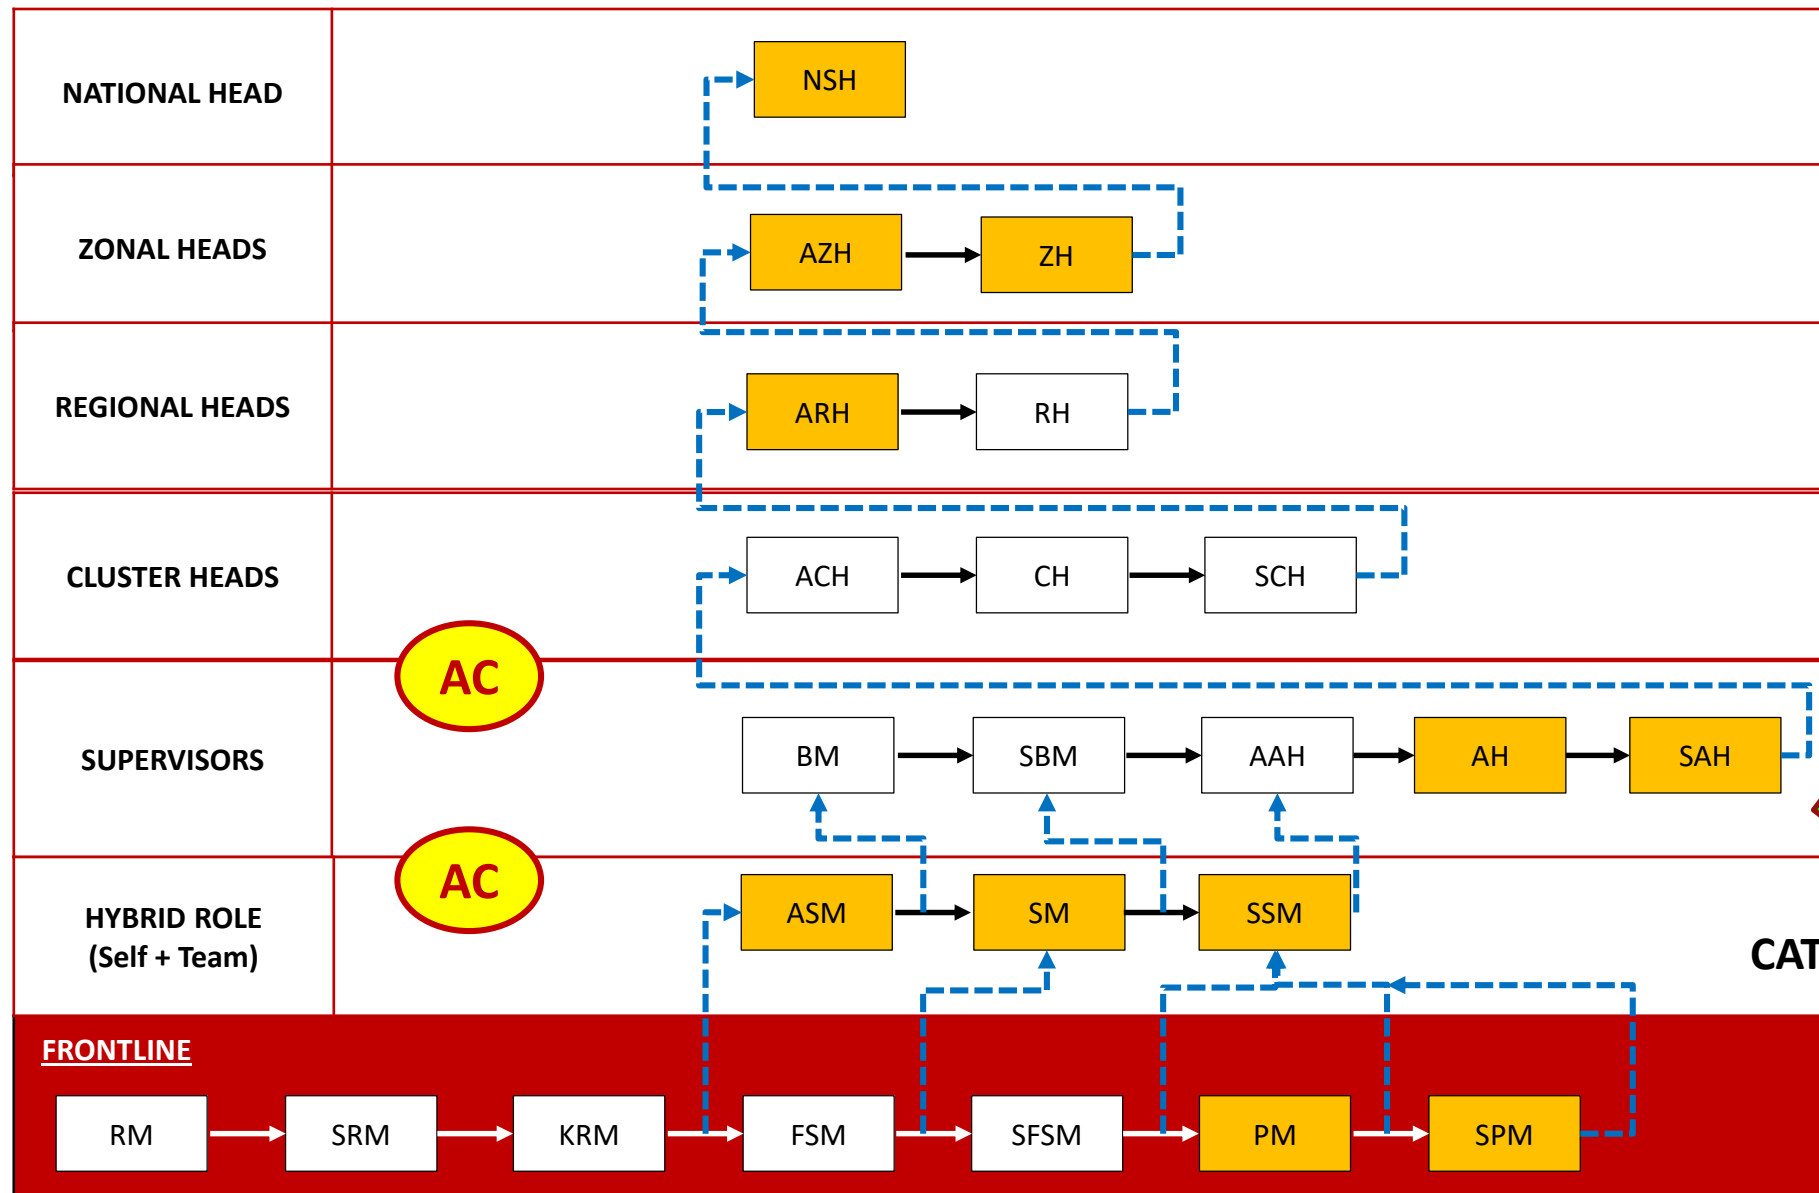 NATIONAL HEAD
NSH
ZONAL HEADS
AZH
ZH
REGIONAL HEADS
ARH
RH
CLUSTER HEADS
ACH
CH
SCH
AC
SUPERVISORS
BM
SBM
AAH
AH
SAH
AC
HYBRID ROLE
(Self + Team)
ASM
SM
SSM
CAT
FRONTLINE
RM
SRM
KRM
FSM
SFSM
PM
SPM